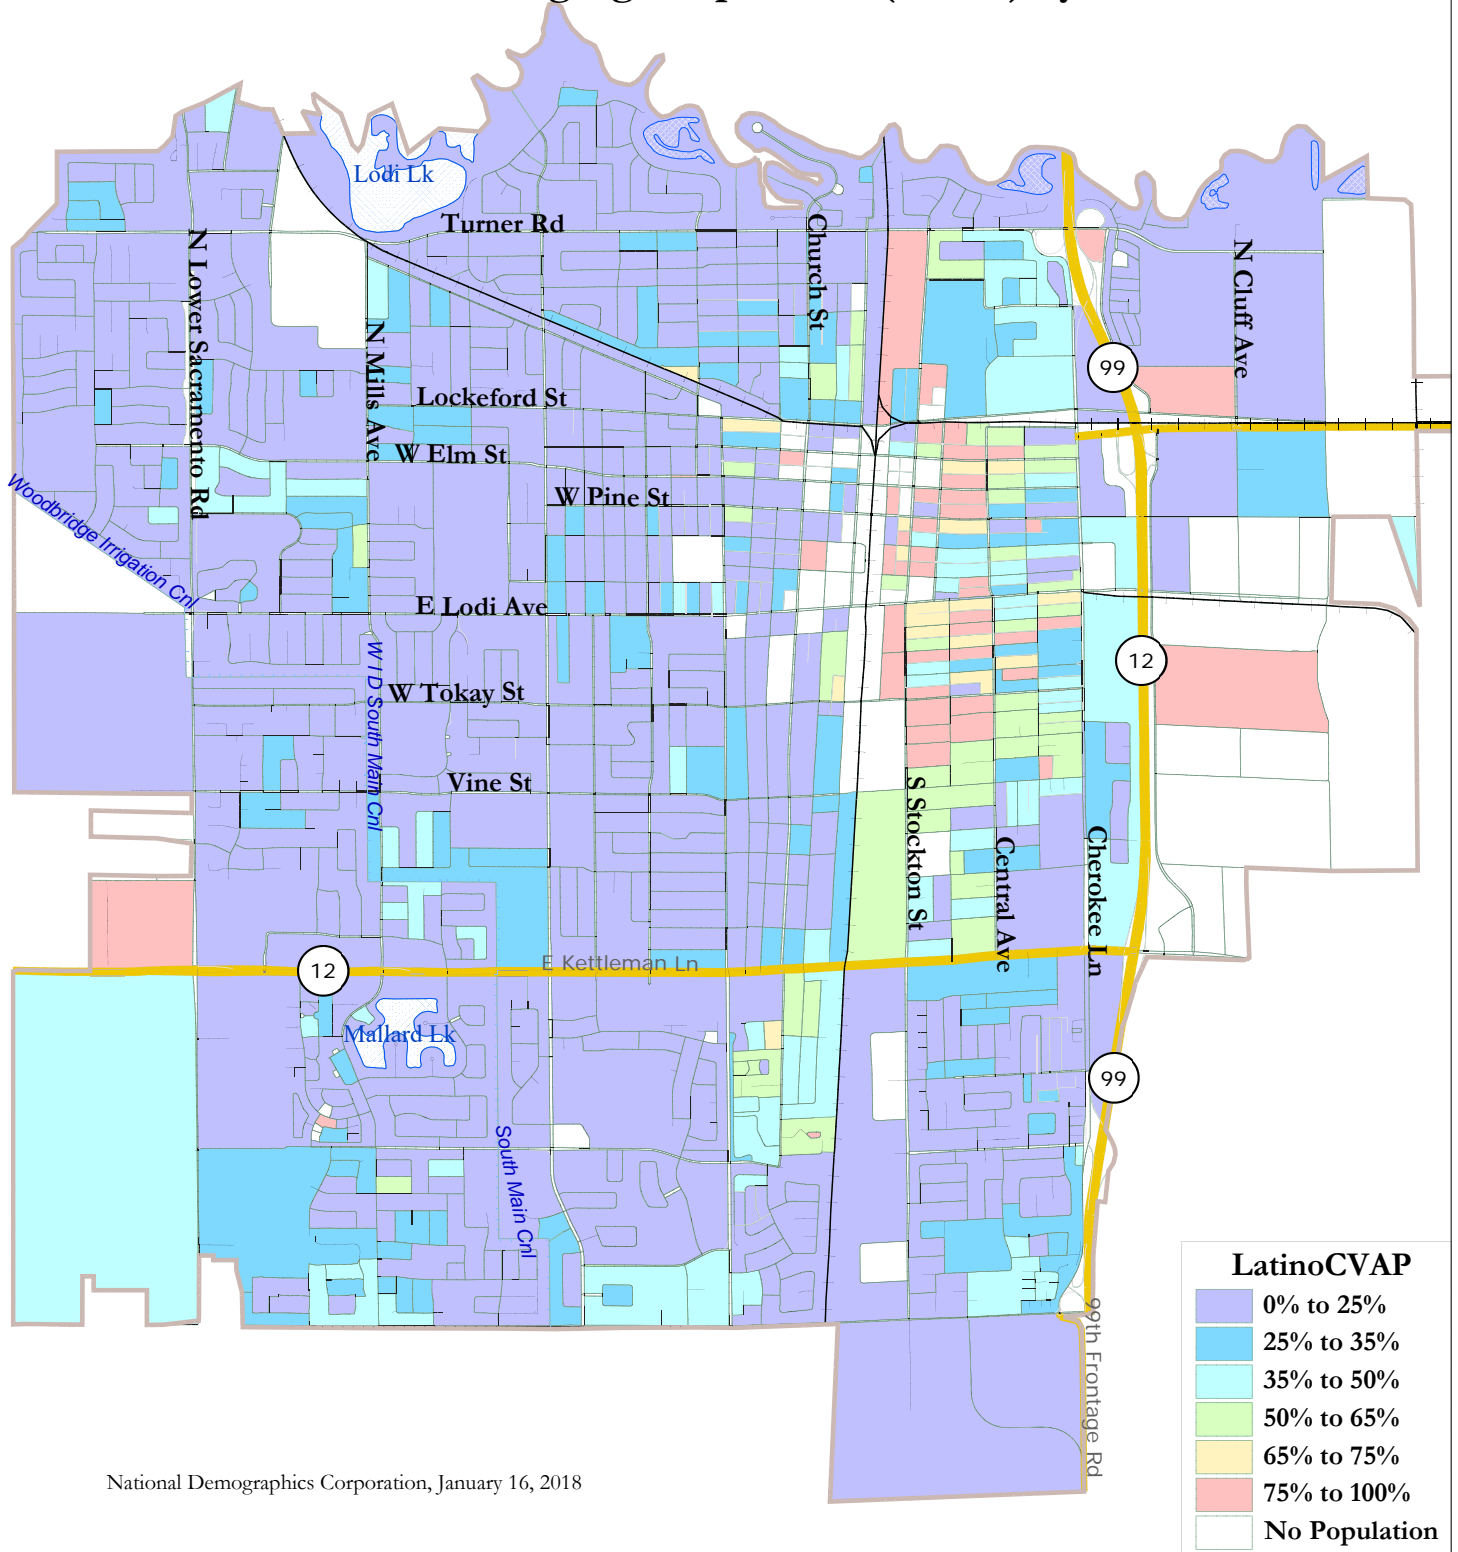 Lodi Lk
Turner Rd
Church St
N Lower Sacramento Rd
N Cluff Ave
N Mills Ave
99
Lockeford St
W Elm St
W Pine St
Woodbridge Irrigation Cnl
E Lodi Ave
W I D South Main Cnl
12
W Tokay St
Vine St
S Stockton St
Central Ave
Cherokee Ln
E Kettleman Ln
12
Mallard Lk
99
South Main Cnl
99th Frontage Rd
LatinoCVAP
0% to 25%
25% to 35%
35% to 50%
50% to 65%
65% to 75%
75% to 100%
No Population
National Demographics Corporation, January 16, 2018